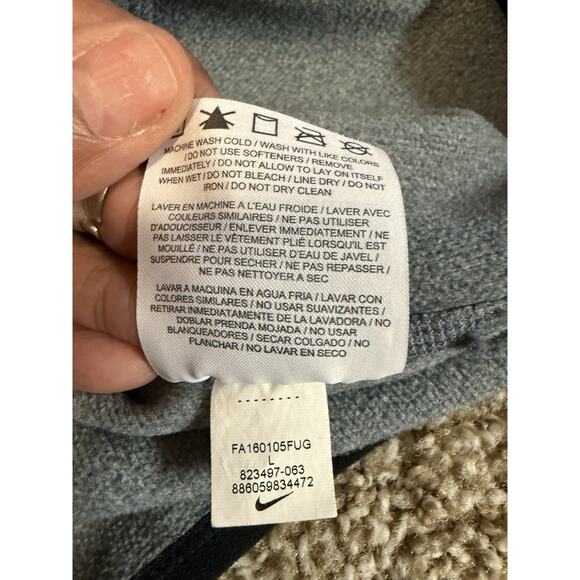 MACHINE WASH COLD / WASH WITH LIKE COLORS
/ DO NOT USE SOFTENERS / REMOVE
IMMEDIATELY / DO NOT ALLOW TO LAY ON ITSELF
WHEN WET / DO NOT BLEACH / LINE DRY / DO NOT
IRON / DO NOT DRY CLEAN
LAVER EN MACHINE A L'EAU FROIDE / LAVER AVEC
COULEURS SIMILAIRES / NE PAS UTILISER
D'ADOUCISSEUR / ENLEVER IMMEDIATEMENT / NE
PAS LAISSER LE VÊTEMENT PLIÉ LORSQU'IL EST
MOUILLÉ / NE PAS UTILISER D'EAU DE JAVEL /
SUSPENDRE POUR SECHER / NE PAS REPASSER /
NE PAS NETTOYER A SEC
LAVAR A MAQUINA EN AGUA FRIA / LAVAR CON
COLORES SIMILARES / NO USAR SUAVIZANTES /
RETIRAR INMEDIATAMENTE DE LA LAVADORA / NO
DOBLAR PRENDA MOJADA / NO USAR
BLANQUEADORES / SECAR COLGADO / NO
PLANCHAR / NO LAVAR EN SECO
FA160105FUG
L
823497-063
886059834472